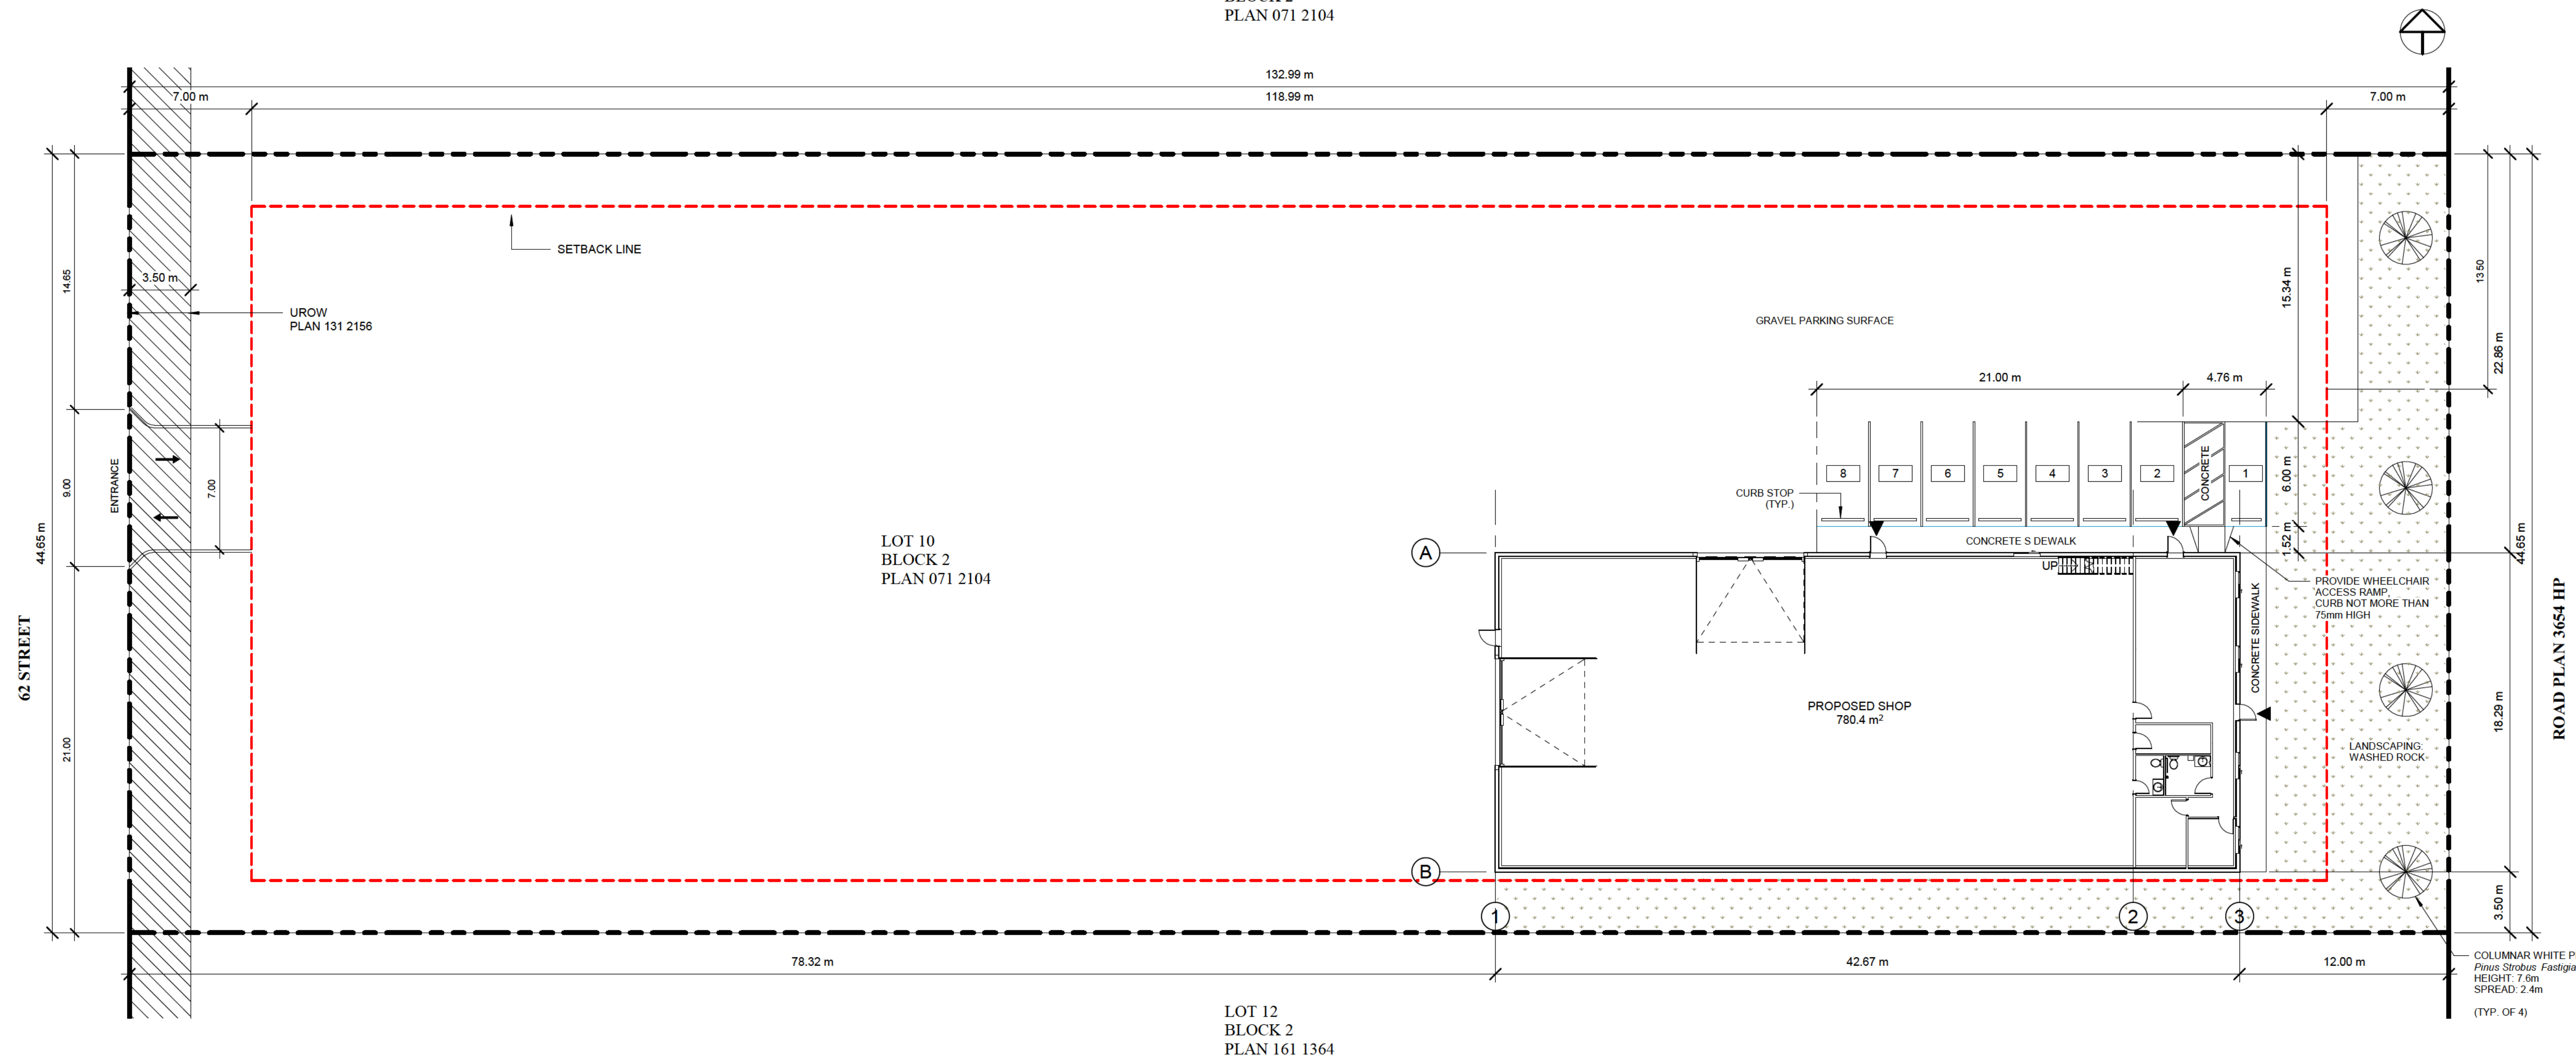 PLAN 071 2104
132.99 m
7.00 m
118.99 m
7.00 m
SETBACK LINE
3.50 m
UROW
PLAN 131 2156
14.65
9.00
21.00
44.65 m
62 STREET
ENTRANCE
7.00
LOT 10
BLOCK 2
PLAN 071 2104
GRAVEL PARKING SURFACE
21.00 m
4.76 m
15.34 m
6.00 m
1.52 m
13.50
22.86 m
18.29 m
3.50 m
44.65 m
ROAD PLAN 3654 HP
8
7
6
5
4
3
2
CONCRETE
1
CURB STOP
(TYP.)
CONCRETE S DEWALK
UP
A
B
PROVIDE WHEELCHAIR
ACCESS RAMP,
CURB NOT MORE THAN
75mm HIGH
CONCRETE SIDEWALK
PROPOSED SHOP
780.4 m²
LANDSCAPING:
WASHED ROCK
1
2
3
78.32 m
42.67 m
12.00 m
COLUMNAR WHITE P
Pinus Strobus Fastigia
HEIGHT: 7.6m
SPREAD: 2.4m
(TYP. OF 4)
LOT 12
BLOCK 2
PLAN 161 1364